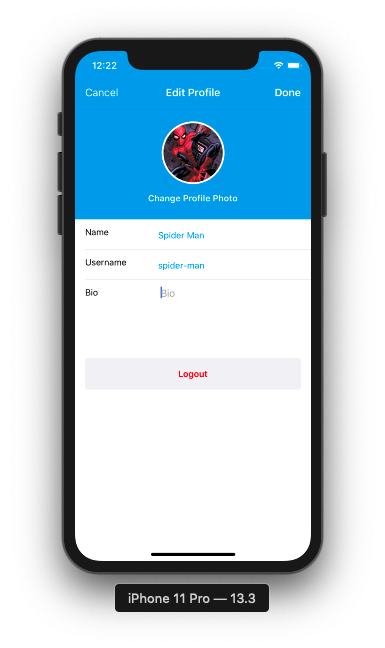 12:22
Cancel Edit Profile Done
Change Profile Photo
Name Spider Man
Username spider-man
Bio Bio
Logout
iPhone 11 Pro — 13.3